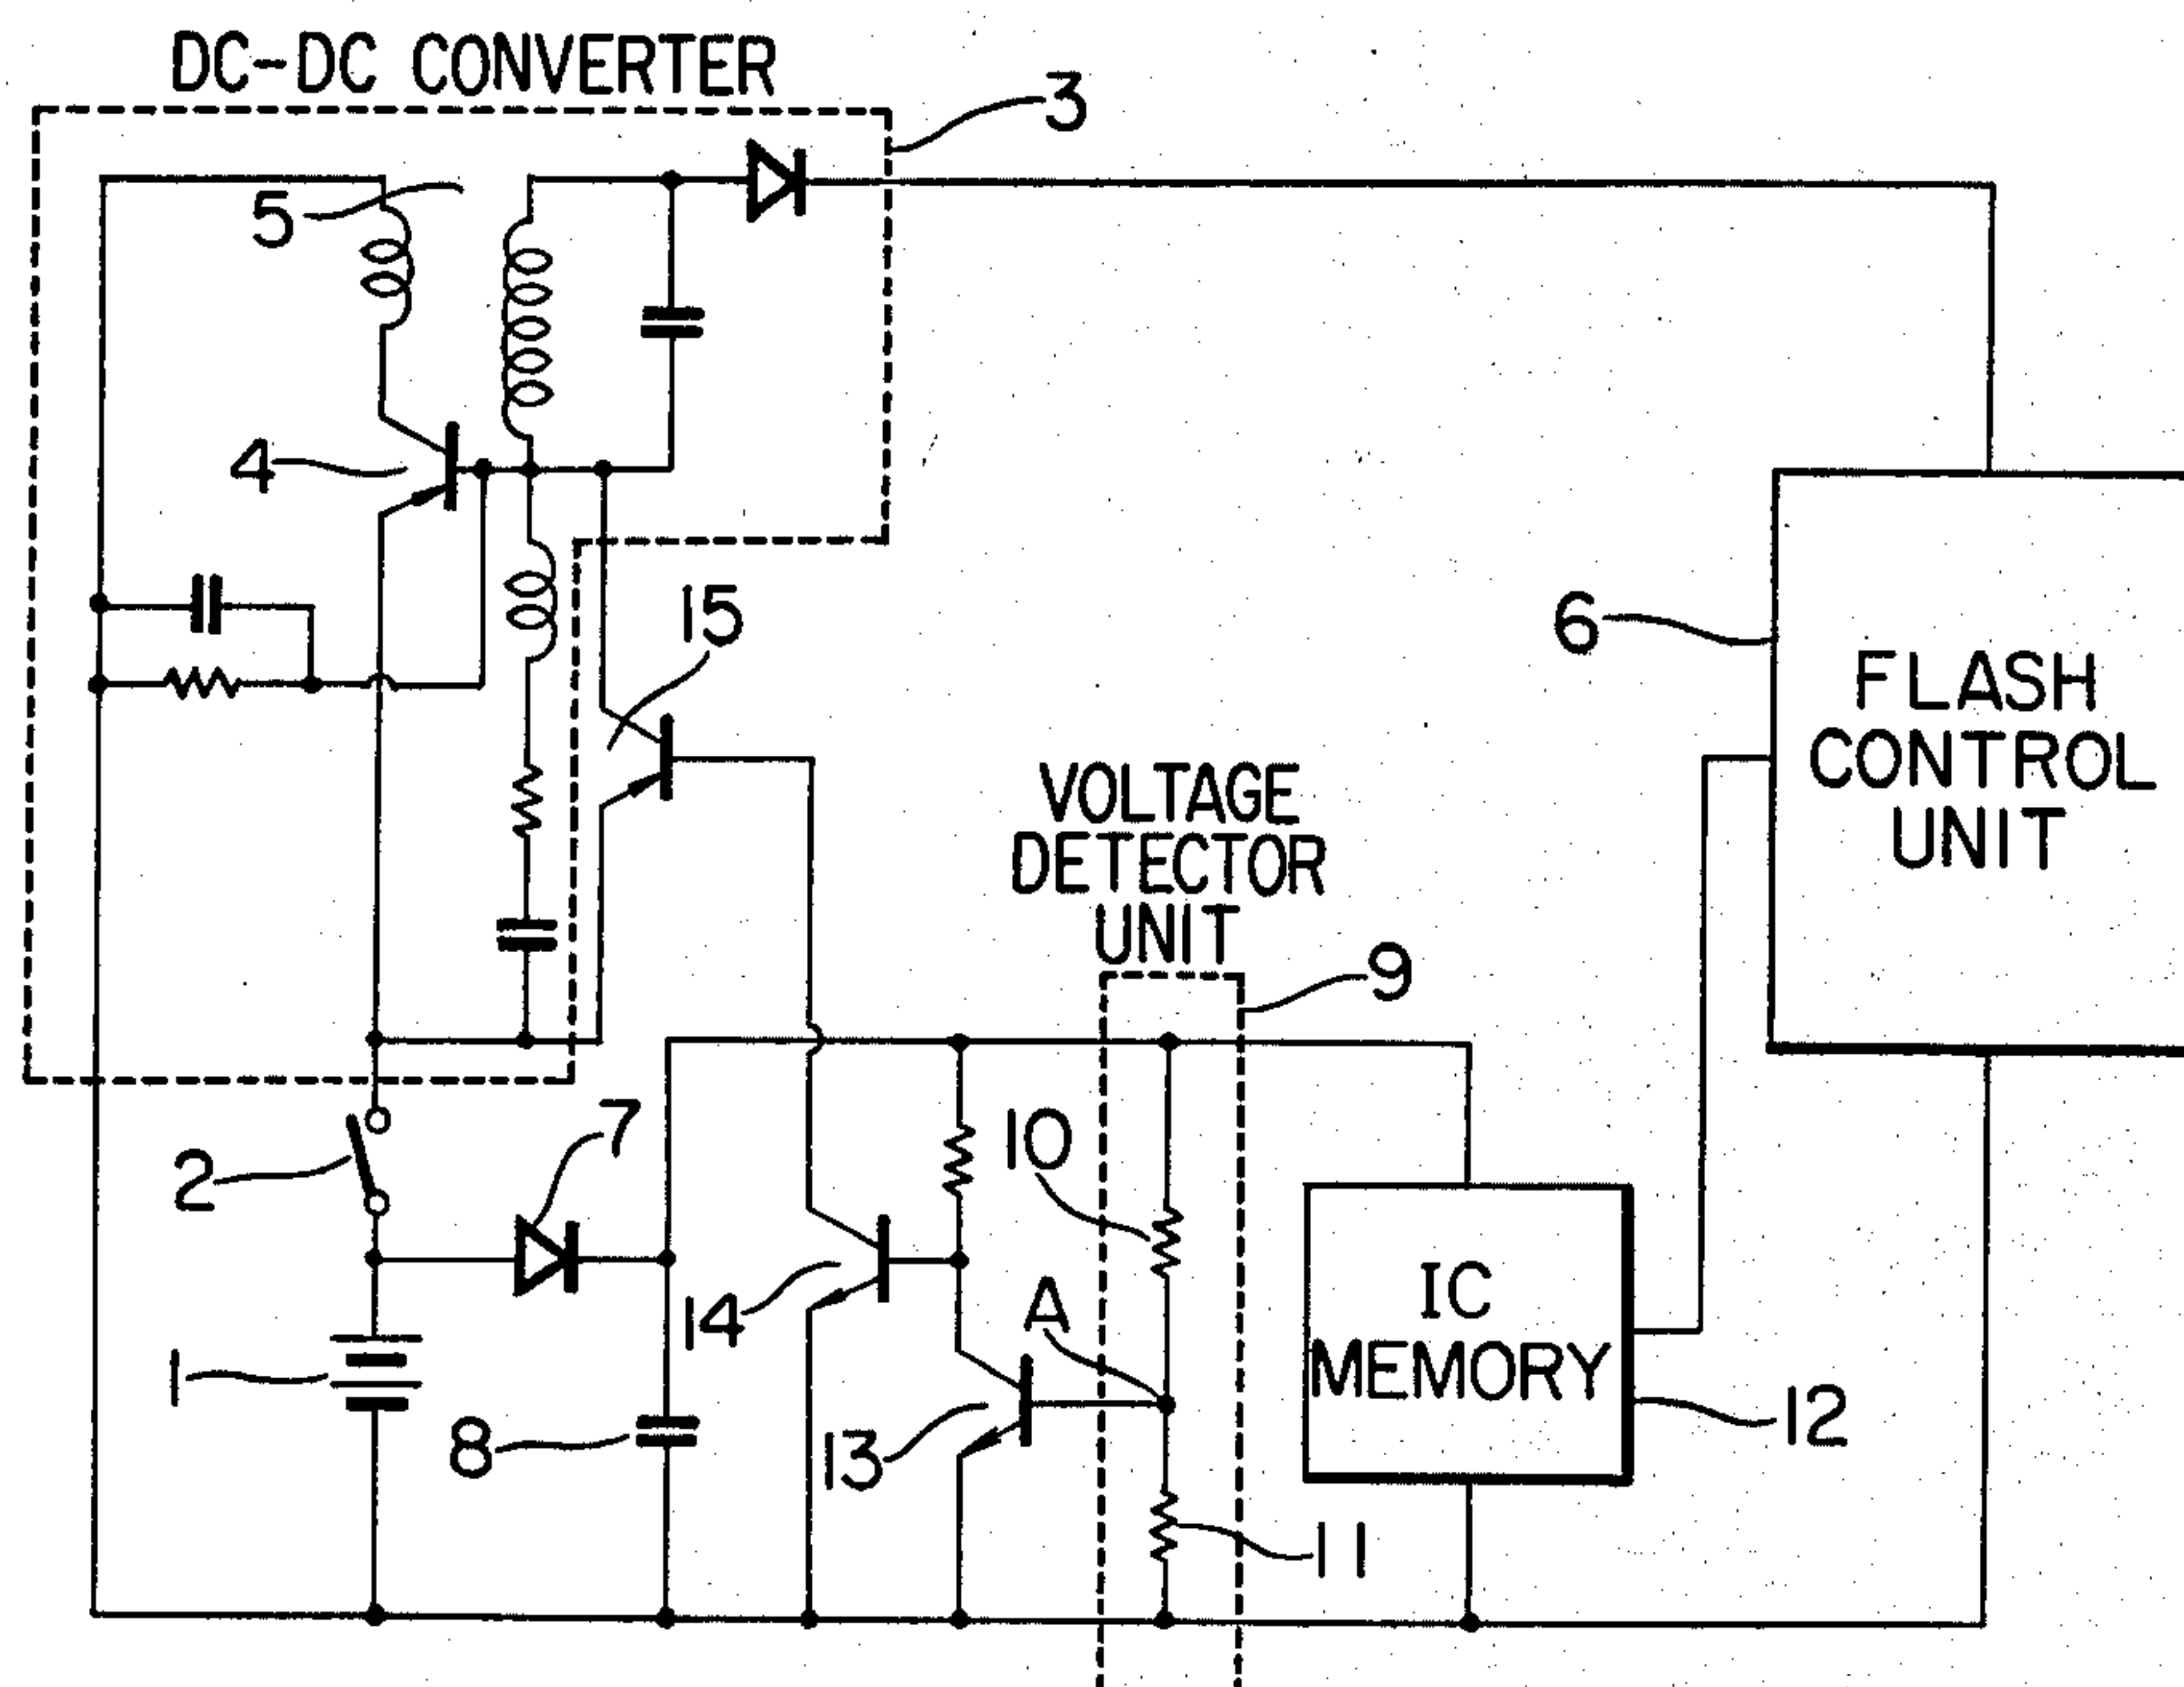 DC-DC CONVERTER
3
5
4
15
6
FLASH
CONTROL
UNIT
VOLTAGE
DETECTOR
UNIT
9
7
2
10
14
A
IC
MEMORY
1
8
13
12
11